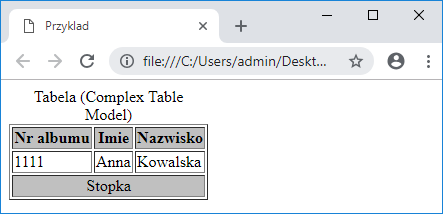 Przyklad
file:///C:/Users/admin/Deskt...
Tabela (Complex Table
Model)
Nr albumu Imie Nazwisko
1111 Anna Kowalska
Stopka